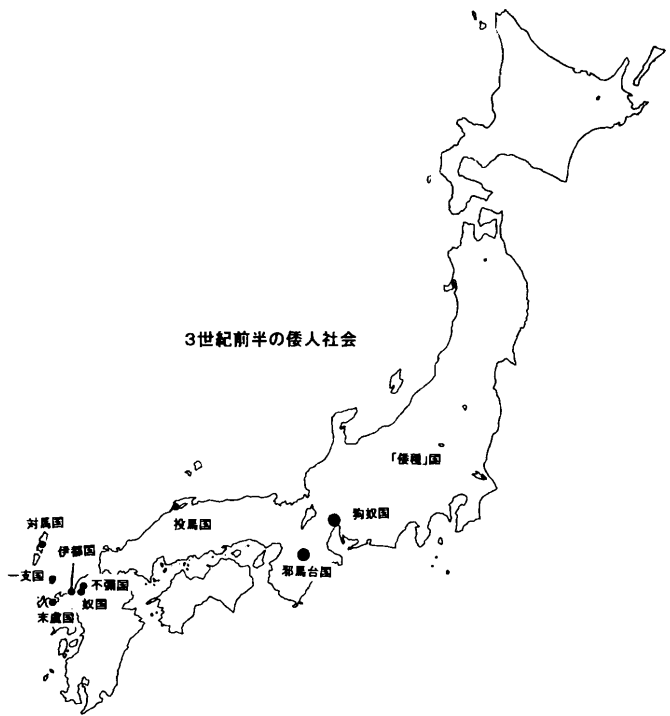 3世紀前半の倭人社会
「倭種」国
狗奴国
投馬国
対馬国
伊都国
邪馬台国
一支国
不彌国
奴国
末盧国